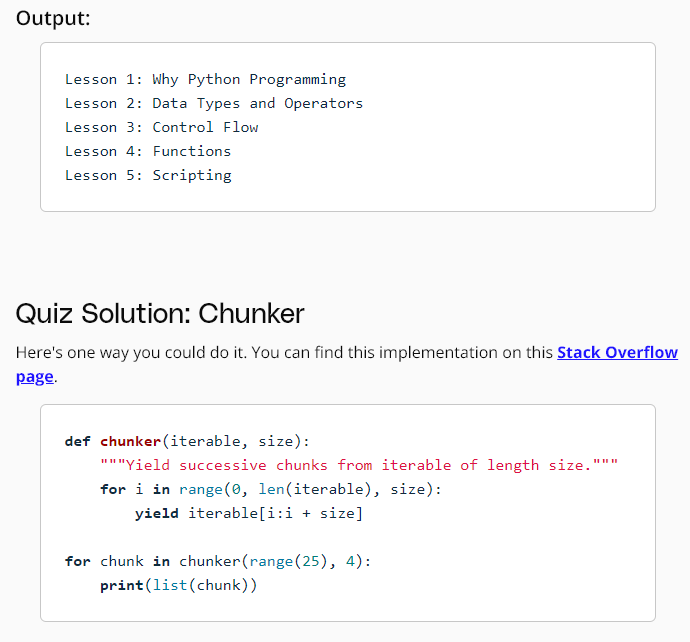 Output:
Lesson 1: Why Python Programming
Lesson 2: Data Types and Operators
Lesson 3: Control Flow
Lesson 4: Functions
Lesson 5: Scripting
Quiz Solution: Chunker
Here's one way you could do it. You can find this implementation on this Stack Overflow
page.
def chunker(iterable, size):
    """Yield successive chunks from iterable of length size."""
    for i in range(0, len(iterable), size):
        yield iterable[i:i + size]
for chunk in chunker(range(25), 4):
    print(list(chunk))